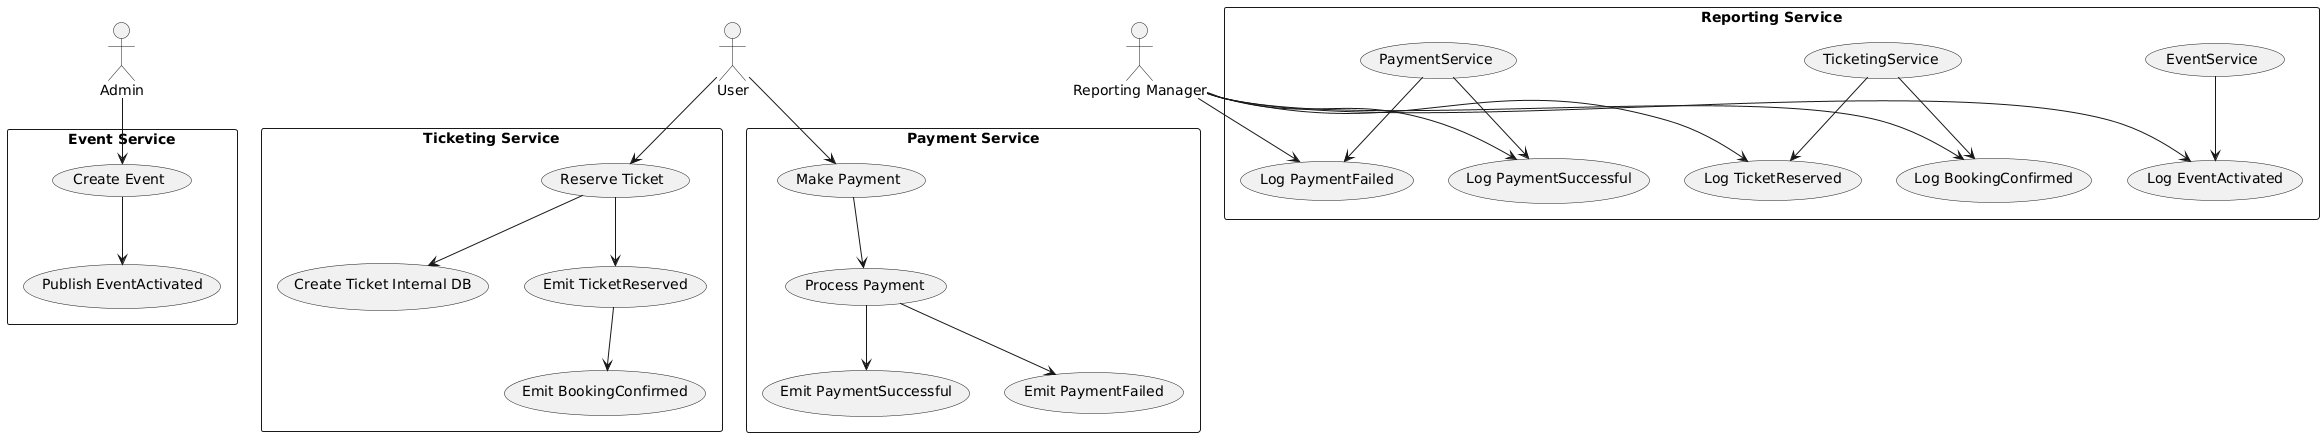 Admin
User
Reporting Manager
Event Service
Create Event
Publish EventActivated
Ticketing Service
Reserve Ticket
Create Ticket Internal DB
Emit TicketReserved
Emit BookingConfirmed
Payment Service
Make Payment
Process Payment
Emit PaymentSuccessful
Emit PaymentFailed
Reporting Service
PaymentService
TicketingService
EventService
Log PaymentFailed
Log PaymentSuccessful
Log TicketReserved
Log BookingConfirmed
Log EventActivated